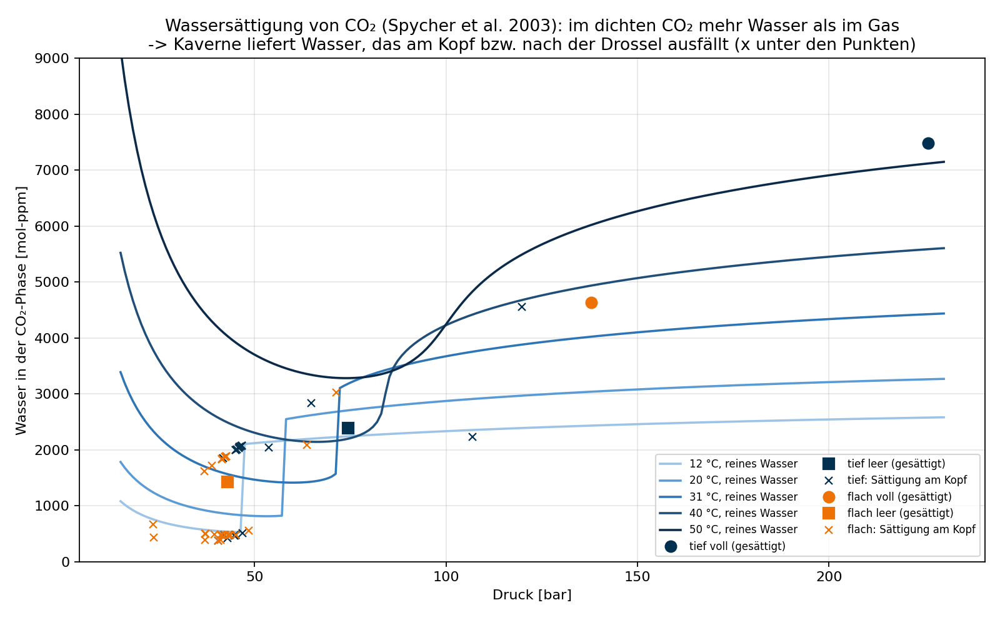 Wassersättigung von CO₂ (Spycher et al. 2003): im dichten CO₂ mehr Wasser als im Gas
-> Kaverne liefert Wasser, das am Kopf bzw. nach der Drossel ausfällt (x unter den Punkten)
Wasser in der CO₂-Phase [mol-ppm]
9000
8000
7000
6000
5000
4000
3000
2000
1000
0
12 °C, reines Wasser
20 °C, reines Wasser
31 °C, reines Wasser
40 °C, reines Wasser
50 °C, reines Wasser
tief voll (gesättigt)
tief leer (gesättigt)
tief: Sättigung am Kopf
flach voll (gesättigt)
flach leer (gesättigt)
flach: Sättigung am Kopf
50
100
150
200
Druck [bar]